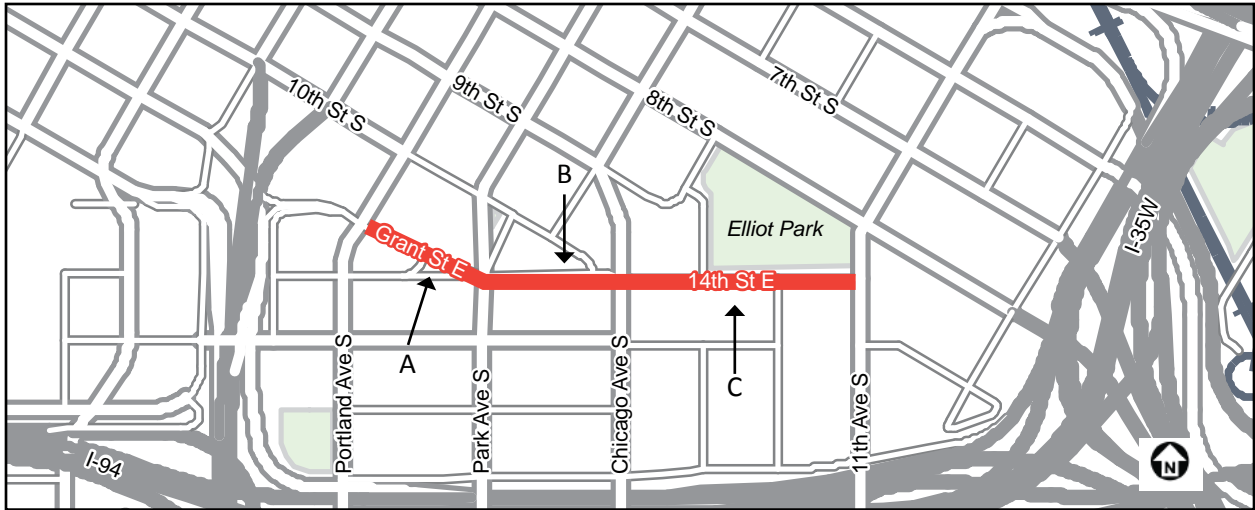 7th St S
9th St S
10th St S
8th St S
B
I-35W
Elliot Park
Grant St E
14th St E
A
C
Portland Ave S
Park Ave S
Chicago Ave S
11th Ave S
I-94
N